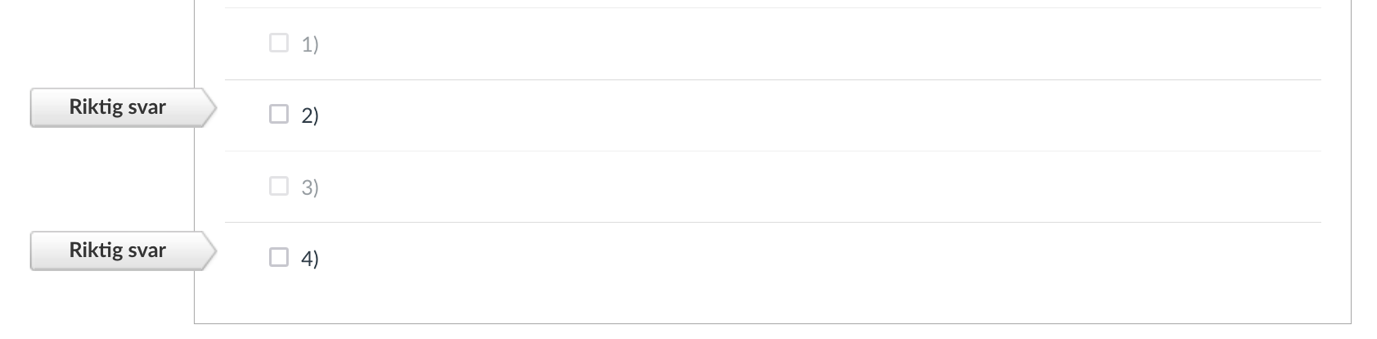 1)
Riktig svar
2)
3)
Riktig svar
4)